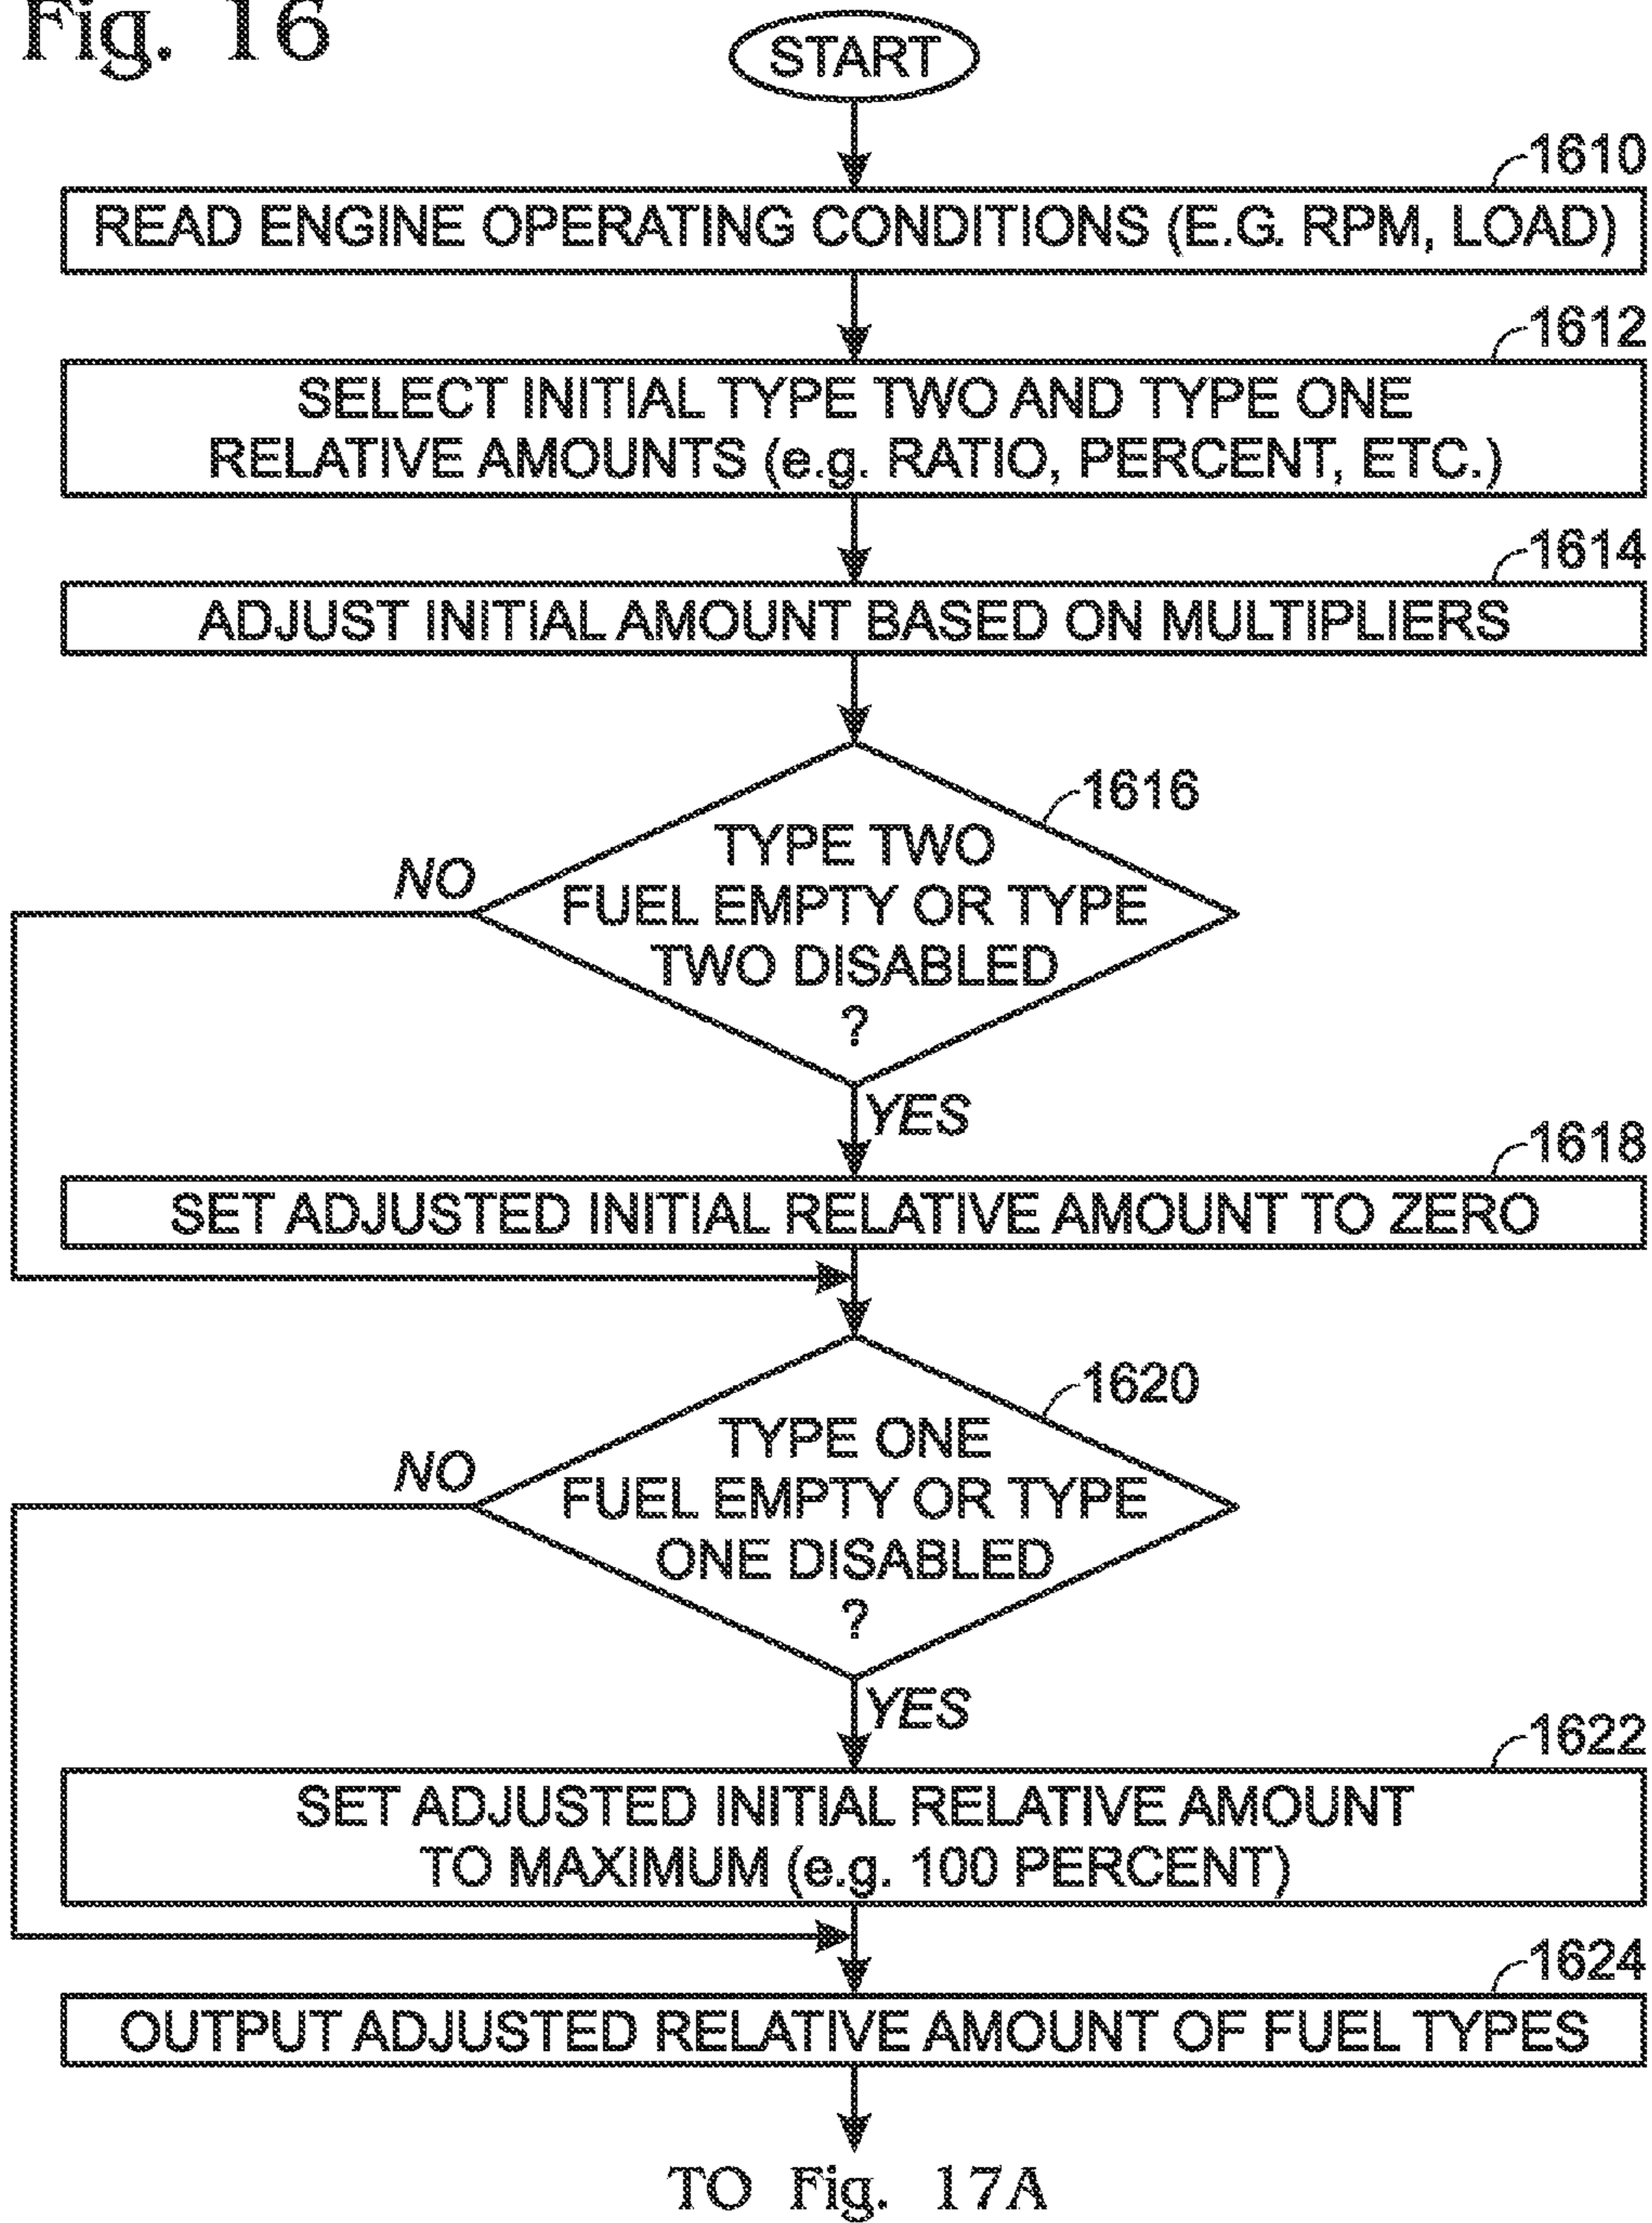 Fig. 16
START
1610
READ ENGINE OPERATING CONDITIONS (E.G. RPM, LOAD)
1612
SELECT INITIAL TYPE TWO AND TYPE ONE
RELATIVE AMOUNTS (e.g. RATIO, PERCENT, ETC.)
1614
ADJUST INITIAL AMOUNT BASED ON MULTIPLIERS
1616
TYPE TWO
FUEL EMPTY OR TYPE
TWO DISABLED
?
NO
YES
1618
SET ADJUSTED INITIAL RELATIVE AMOUNT TO ZERO
1620
TYPE ONE
FUEL EMPTY OR TYPE
ONE DISABLED
?
NO
YES
1622
SET ADJUSTED INITIAL RELATIVE AMOUNT
TO MAXIMUM (e.g. 100 PERCENT)
1624
OUTPUT ADJUSTED RELATIVE AMOUNT OF FUEL TYPES
TO Fig. 17A